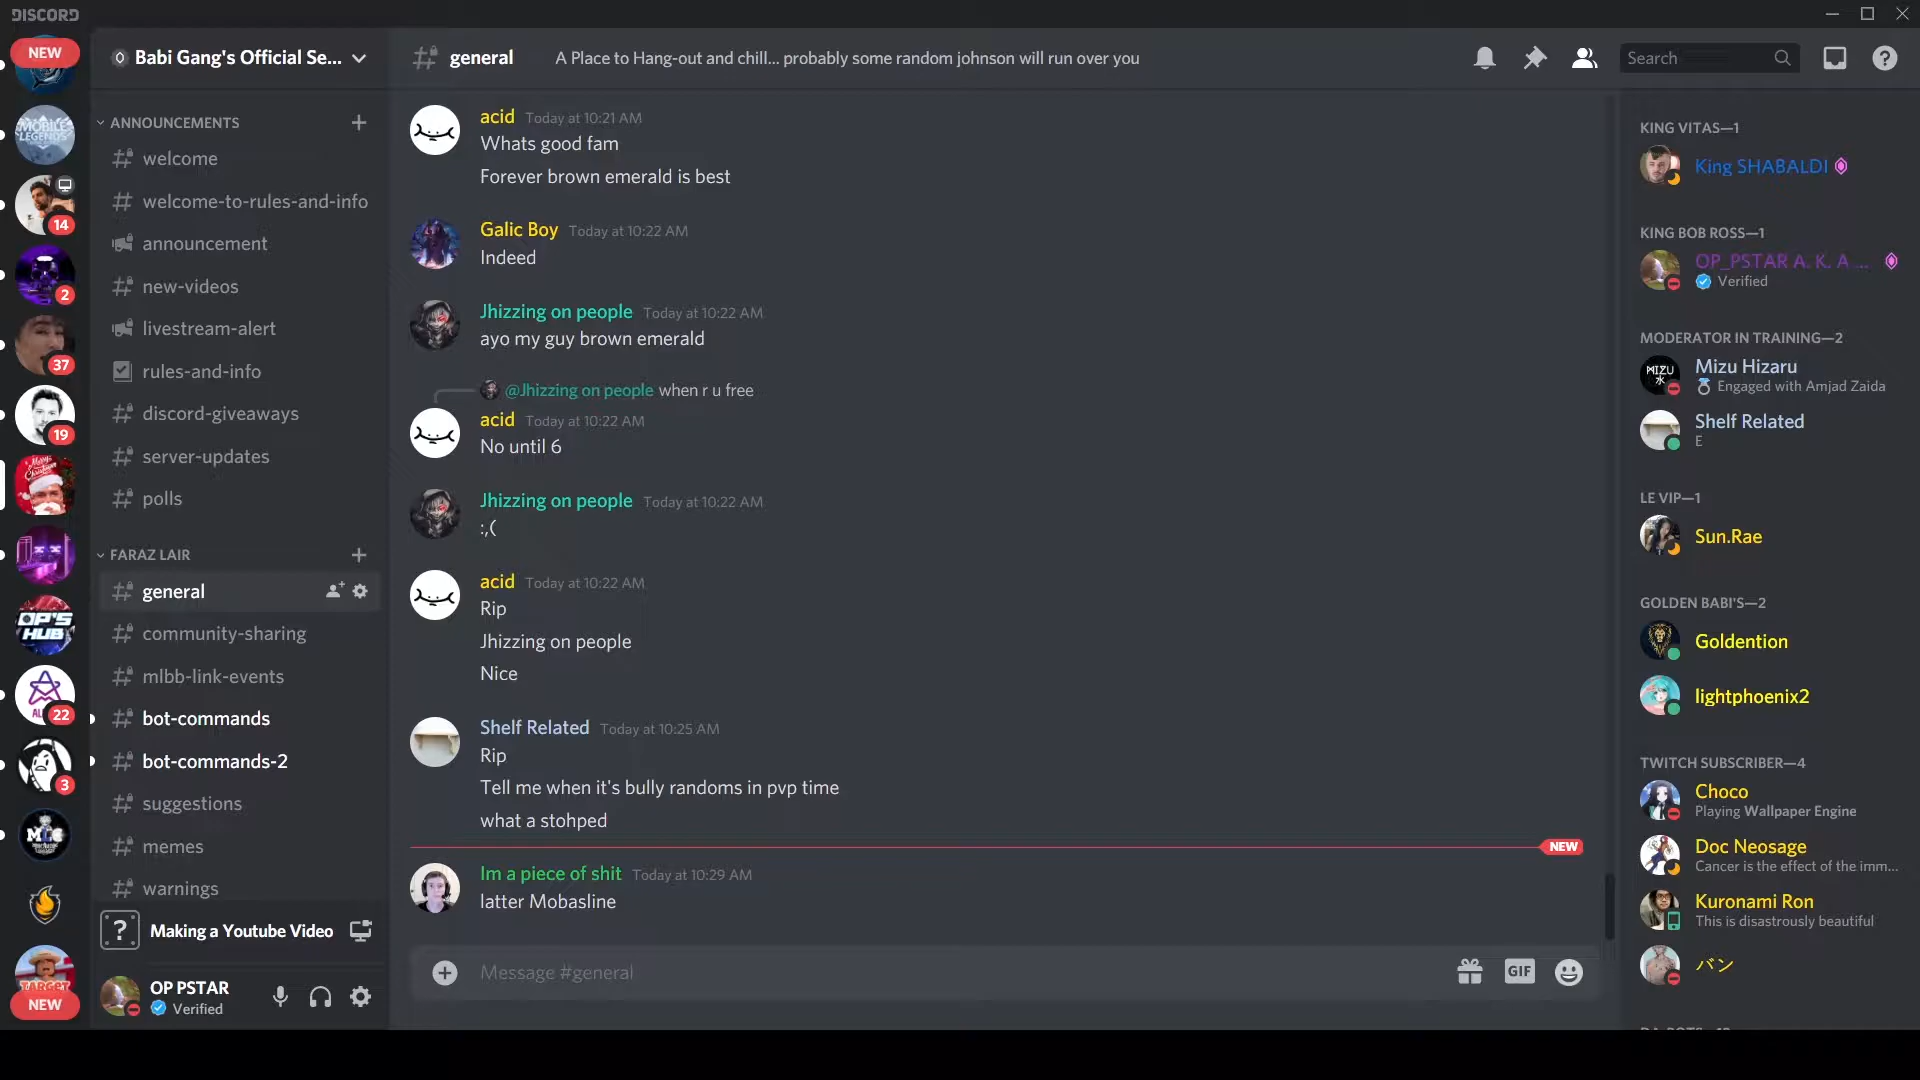 DISCORD
NEW
Babi Gang's Official Se...
general
A Place to Hang-out and chill... probably some random johnson will run over you
Search
MOBILE
LEGENDS
14
2
37
19
OP'S
HUB
22
3
TARGET
NEW
ANNOUNCEMENTS
welcome
welcome-to-rules-and-info
announcement
new-videos
livestream-alert
rules-and-info
discord-giveaways
server-updates
polls
FARAZ LAIR
general
community-sharing
mlbb-link-events
bot-commands
bot-commands-2
suggestions
memes
warnings
Making a Youtube Video
OP PSTAR
Verified
acid Today at 10:21 AM
Whats good fam
Forever brown emerald is best
Galic Boy Today at 10:22 AM
Indeed
Jhizzing on people Today at 10:22 AM
ayo my guy brown emerald
@Jhizzing on people when r u free
acid Today at 10:22 AM
No until 6
Jhizzing on people Today at 10:22 AM
:,(
acid Today at 10:22 AM
Rip
Jhizzing on people
Nice
Shelf Related Today at 10:25 AM
Rip
Tell me when it's bully randoms in pvp time
what a stohped
NEW
Im a piece of shit Today at 10:29 AM
latter Mobasline
Message #general
GIF
KING VITAS—1
King SHABALDI
KING BOB ROSS—1
OP_PSTAR A. K. A ...
Verified
MODERATOR IN TRAINING—2
MIZU
水
Mizu Hizaru
Engaged with Amjad Zaida
Shelf Related
E
LE VIP—1
Sun.Rae
GOLDEN BABI'S—2
Goldention
lightphoenix2
TWITCH SUBSCRIBER—4
Choco
Playing Wallpaper Engine
Doc Neosage
Cancer is the effect of the imm...
Kuronami Ron
This is disastrously beautiful
バン